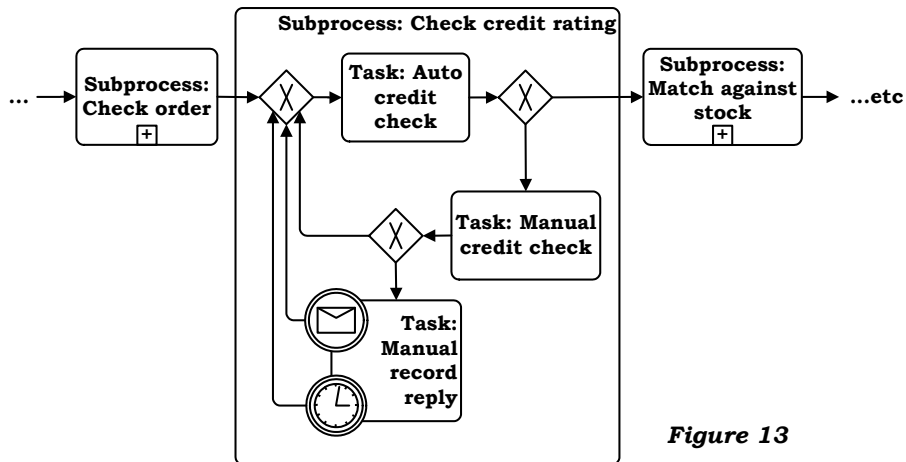 Subprocess: Check credit rating
...
Subprocess:
Check order
+
X
Task: Auto
credit
check
X
Subprocess:
Match against
stock
+
...etc
X
Task: Manual
credit check
Task:
Manual
record
reply
Figure 13